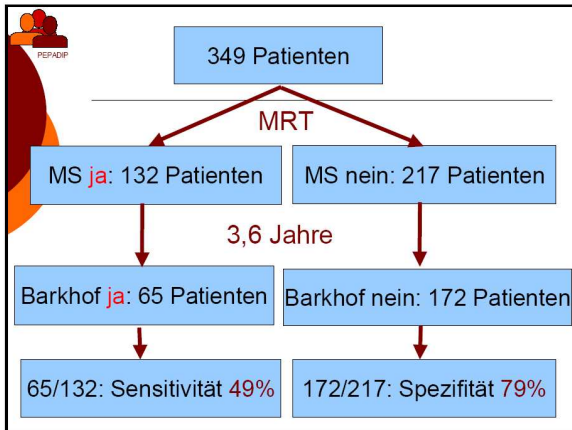 PEPADIP
349 Patienten
MRT
MS ja: 132 Patienten
MS nein: 217 Patienten
3,6 Jahre
Barkhof ja: 65 Patienten
Barkhof nein: 172 Patienten
65/132: Sensitivität 49%
172/217: Spezifität 79%